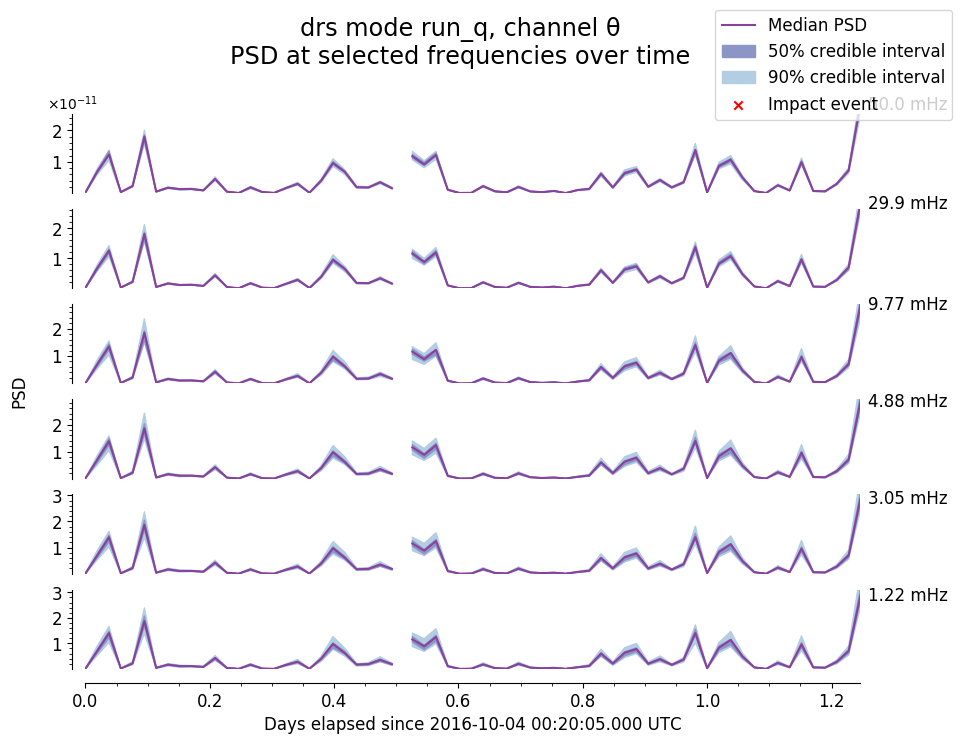 drs mode run_q, channel θ
PSD at selected frequencies over time
Median PSD
50% credible interval
90% credible interval
Impact event
×10⁻¹¹
50.0 mHz
2
1
29.9 mHz
2
1
9.77 mHz
2
1
4.88 mHz
2
1
3.05 mHz
3
2
1
1.22 mHz
3
2
1
PSD
0.0 0.2 0.4 0.6 0.8 1.0 1.2
Days elapsed since 2016-10-04 00:20:05.000 UTC